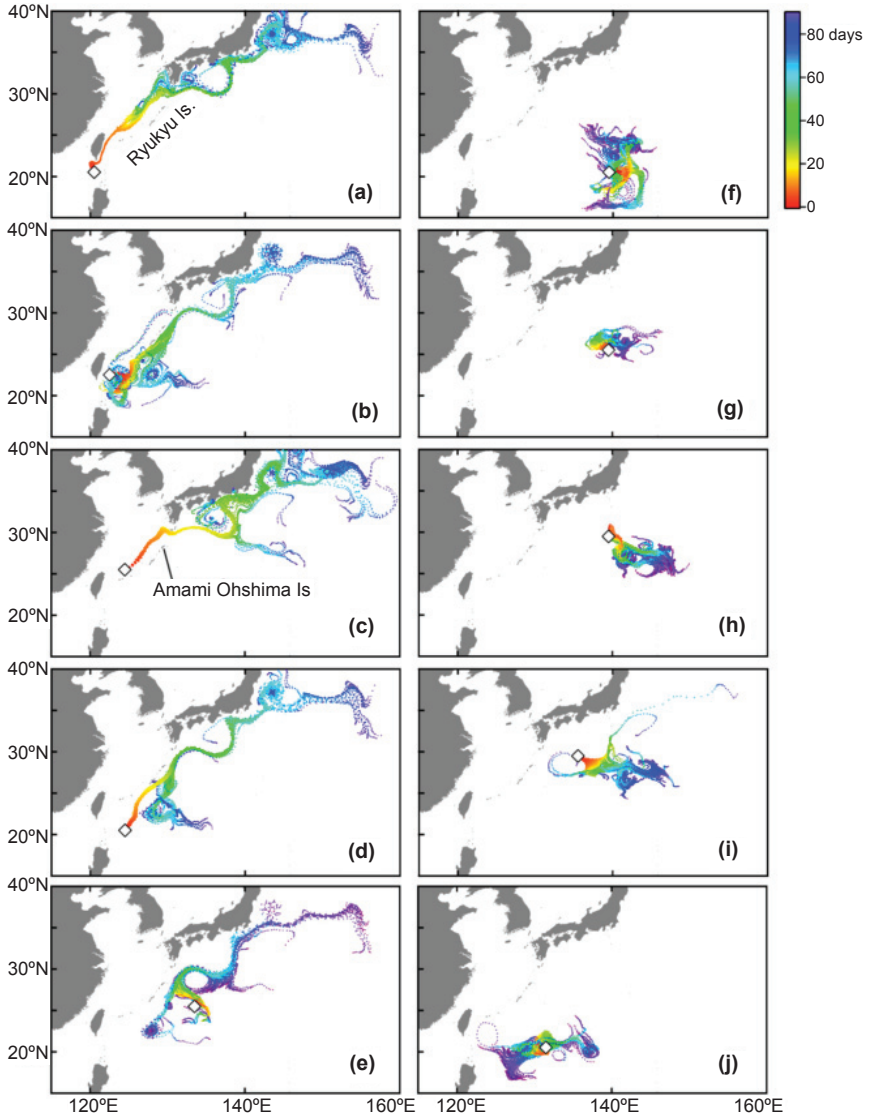 40ºN
30ºN
20ºN
Ryukyu Is.
(a)
(f)
80 days
60
40
20
0
40ºN
30ºN
20ºN
(b)
(g)
40ºN
30ºN
20ºN
Amami Ohshima Is
(c)
(h)
40ºN
30ºN
20ºN
(d)
(i)
40ºN
30ºN
20ºN
(e)
(j)
120ºE
140ºE
160ºE
120ºE
140ºE
160ºE